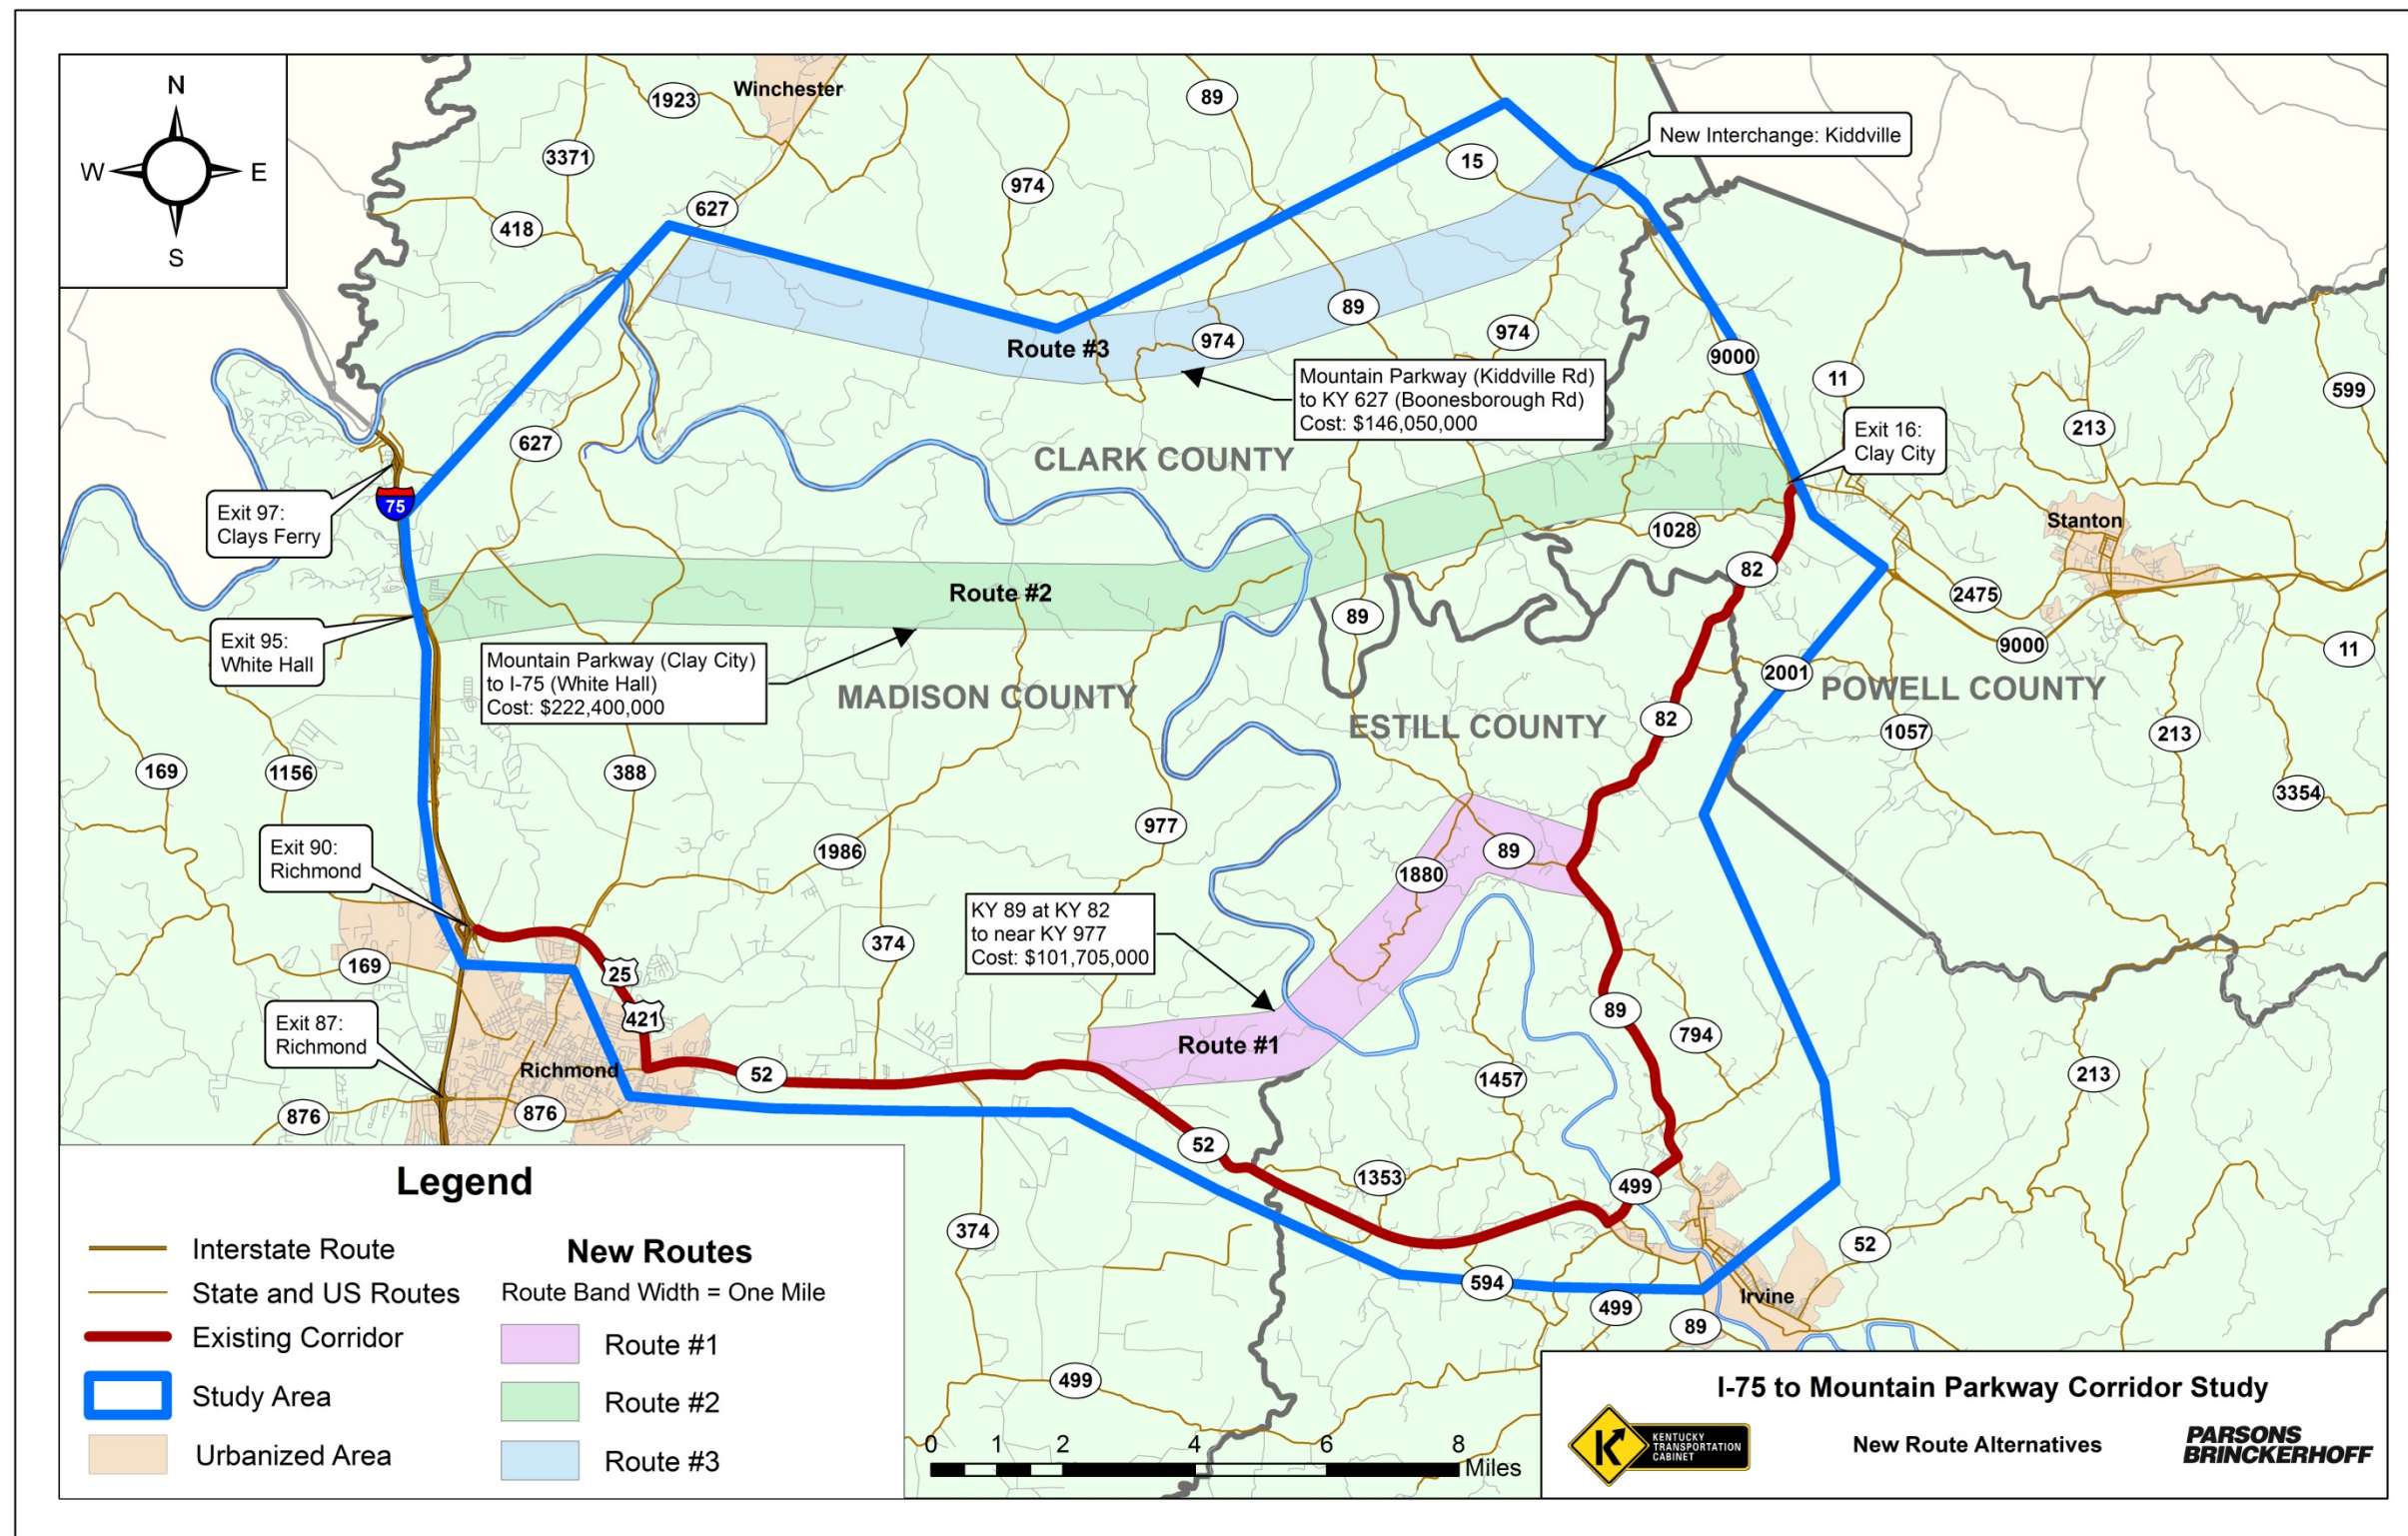 N
W
E
S
Winchester
1923
89
3371
974
15
New Interchange: Kiddville
627
418
Route #3
974
89
974
9000
11
599
213
Mountain Parkway (Kiddville Rd)
to KY 627 (Boonesborough Rd)
Cost: $146,050,000
627
CLARK COUNTY
Exit 16:
Clay City
Exit 97:
Clays Ferry
75
1028
Stanton
82
Route #2
89
2475
9000
11
Exit 95:
White Hall
Mountain Parkway (Clay City)
to I-75 (White Hall)
Cost: $222,400,000
MADISON COUNTY
ESTILL COUNTY
2001
POWELL COUNTY
82
1057
213
169
1156
388
3354
977
1986
89
1880
Exit 90:
Richmond
KY 89 at KY 82
to near KY 977
Cost: $101,705,000
374
169
25
421
89
794
Exit 87:
Richmond
Route #1
Richmond
52
1457
213
876
876
52
1353
499
374
52
594
499
Irvine
89
499
Legend
Interstate Route
State and US Routes
Existing Corridor
Study Area
Urbanized Area
New Routes
Route Band Width = One Mile
Route #1
Route #2
Route #3
0 1 2 4 6 8
Miles
I-75 to Mountain Parkway Corridor Study
K
KENTUCKY
TRANSPORTATION
CABINET
New Route Alternatives
PARSONS
BRINCKERHOFF